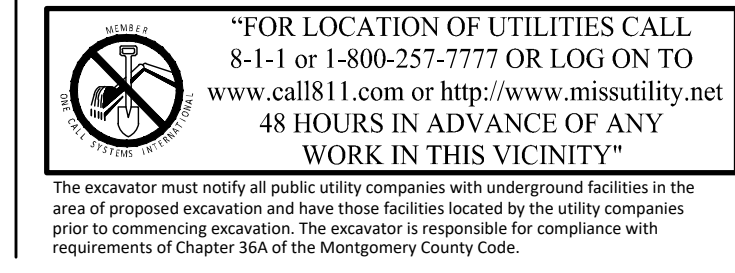 MEMBER
ONE CALL SYSTEMS INTERNATIONAL
"FOR LOCATION OF UTILITIES CALL
8-1-1 or 1-800-257-7777 OR LOG ON TO
www.call811.com or http://www.missutility.net
48 HOURS IN ADVANCE OF ANY
WORK IN THIS VICINITY"
The excavator must notify all public utility companies with underground facilities in the
area of proposed excavation and have those facilities located by the utility companies
prior to commencing excavation. The excavator is responsible for compliance with
requirements of Chapter 36A of the Montgomery County Code.